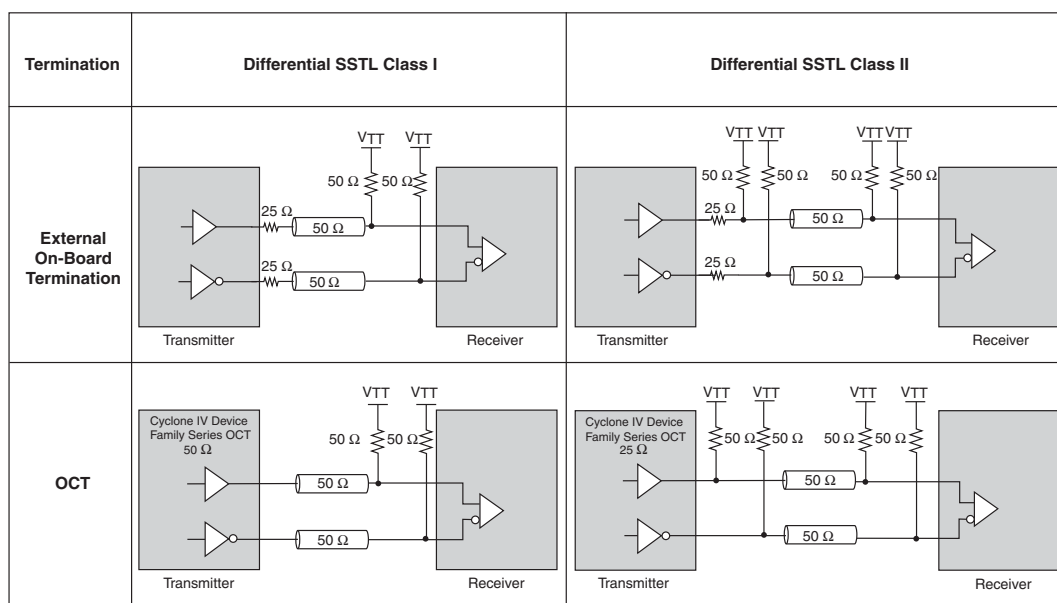 Termination
Differential SSTL Class I
Differential SSTL Class II
External
On-Board
Termination
VTT VTT
50 Ω 50 Ω
25 Ω
50 Ω
25 Ω
50 Ω
Transmitter
Receiver
VTT VTT VTT VTT
50 Ω 50 Ω 50 Ω 50 Ω
25 Ω
50 Ω
25 Ω
50 Ω
Transmitter
Receiver
OCT
Cyclone IV Device
Family Series OCT
50 Ω
VTT VTT
50 Ω 50 Ω
50 Ω
50 Ω
Transmitter
Receiver
Cyclone IV Device
Family Series OCT
25 Ω
VTT VTT VTT VTT
50 Ω 50 Ω 50 Ω 50 Ω
50 Ω
50 Ω
Transmitter
Receiver